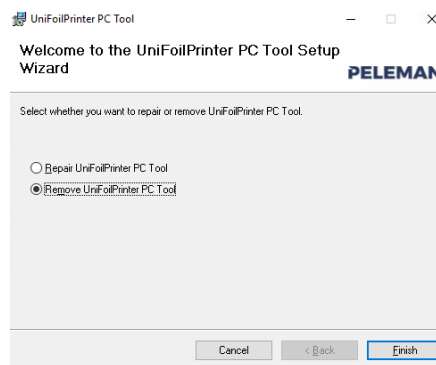 UniFoilPrinter PC Tool
Welcome to the UniFoilPrinter PC Tool Setup
Wizard
PELEMAN
Select whether you want to repair or remove UniFoilPrinter PC Tool.
Repair UniFoilPrinter PC Tool
Remove UniFoilPrinter PC Tool
Cancel
< Back
Finish